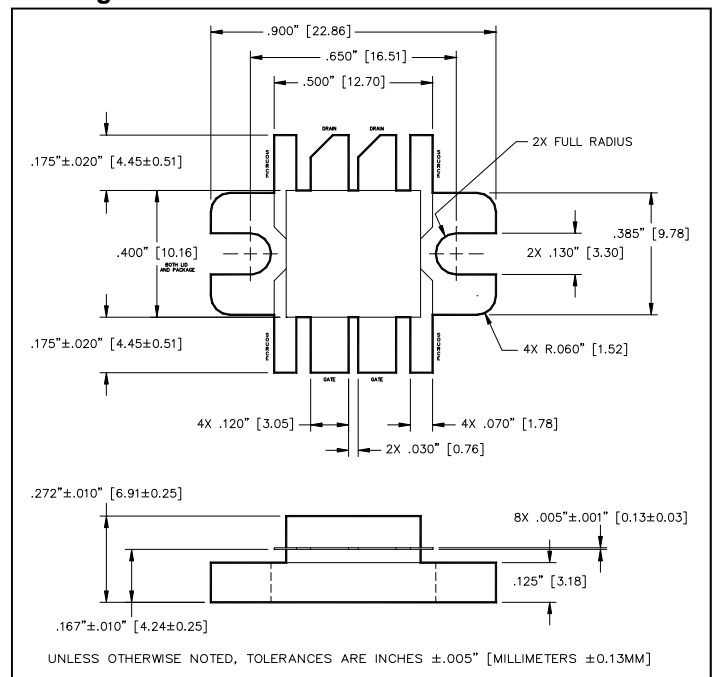 .900" [22.86]
.650" [16.51]
.500" [12.70]
DRAIN DRAIN
2X FULL RADIUS
SOURCE
SOURCE
.175"±.020" [4.45±0.51]
.385" [9.78]
.400" [10.16]
BOTH LID
AND PACKAGE
2X .130" [3.30]
.175"±.020" [4.45±0.51]
SOURCE
SOURCE
4X R.060" [1.52]
GATE GATE
4X .120" [3.05]
4X .070" [1.78]
2X .030" [0.76]
.272"±.010" [6.91±0.25]
8X .005"±.001" [0.13±0.03]
.125" [3.18]
.167"±.010" [4.24±0.25]
UNLESS OTHERWISE NOTED, TOLERANCES ARE INCHES ±.005" [MILLIMETERS ±0.13MM]